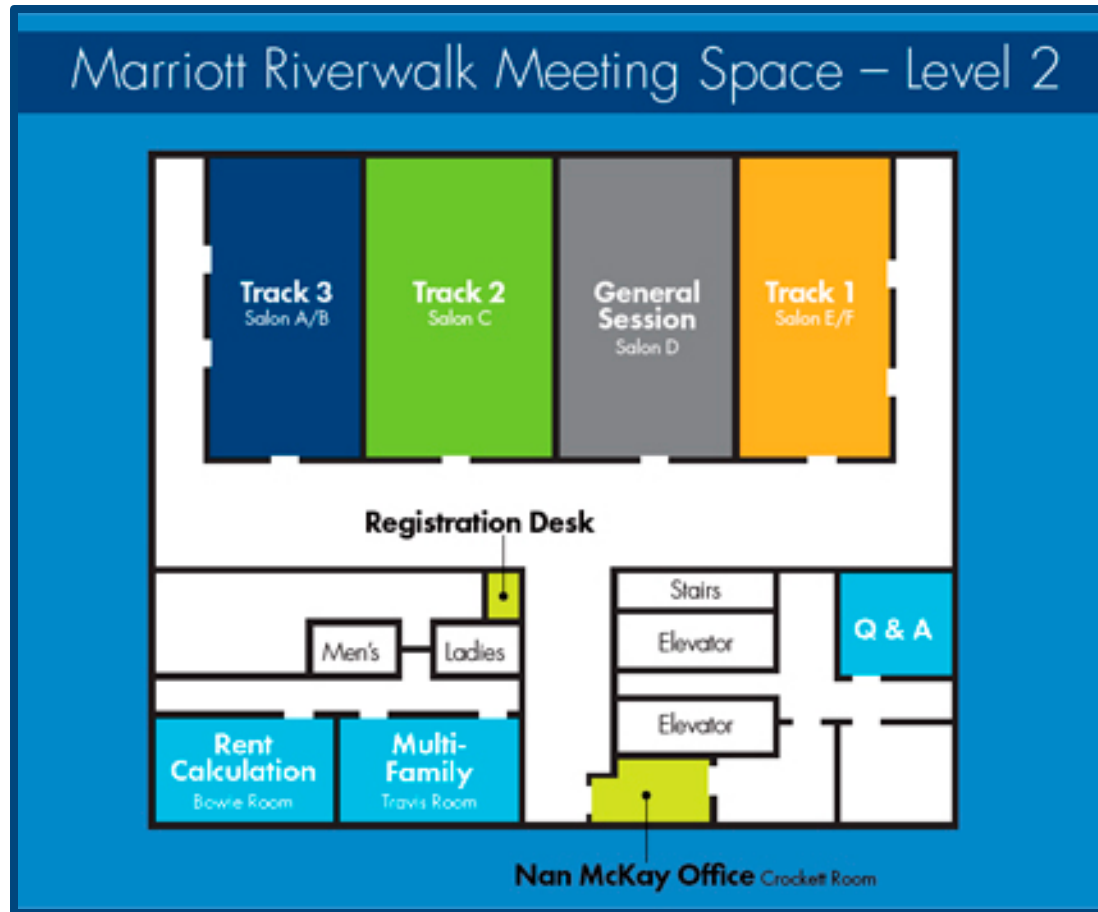 Marriott Riverwalk Meeting Space – Level 2
Track 3
Salon A/B
Track 2
Salon C
General
Session
Salon D
Track 1
Salon E/F
Registration Desk
Stairs
Elevator
Q & A
Men's
Ladies
Elevator
Rent
Calculation
Bowie Room
Multi-
Family
Travis Room
Nan McKay Office Crockett Room